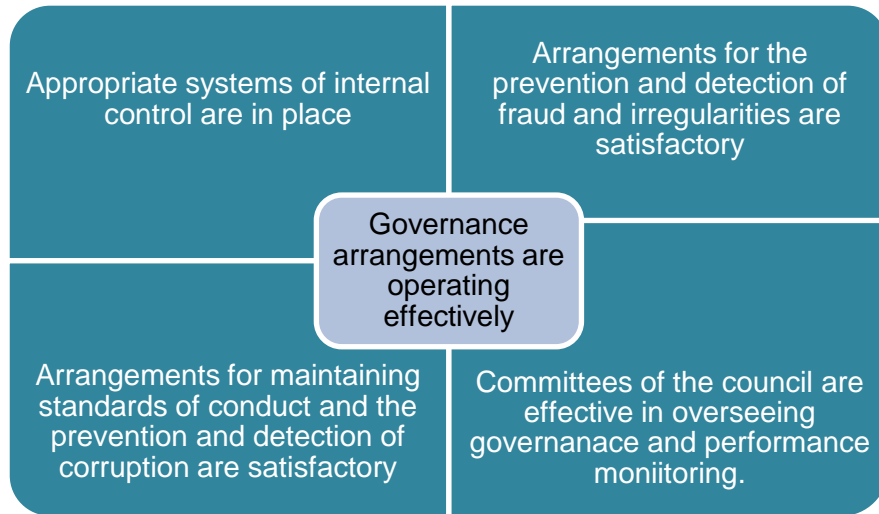 Appropriate systems of internal
control are in place
Arrangements for the
prevention and detection of
fraud and irregularities are
satisfactory
Governance
arrangements are
operating
effectively
Arrangements for maintaining
standards of conduct and the
prevention and detection of
corruption are satisfactory
Committees of the council are
effective in overseeing
governanace and performance
moniitoring.